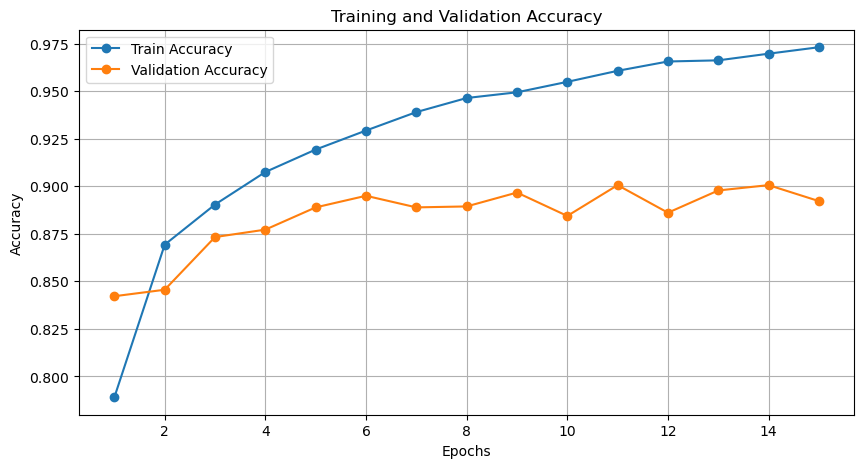 Training and Validation Accuracy
Train Accuracy
Validation Accuracy
Accuracy
0.975
0.950
0.925
0.900
0.875
0.850
0.825
0.800
2 4 6 8 10 12 14
Epochs